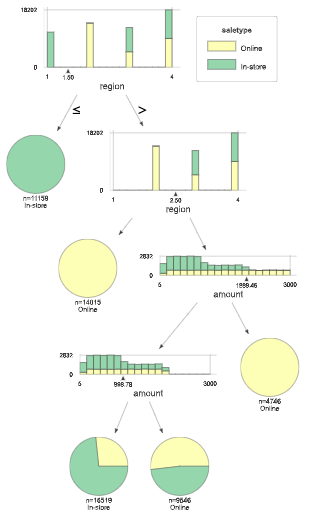 18202
saletype
Online
In-store
0
1
1.50
4
region
≤
>
18202
0
n=11159
In-store
1
2.50
4
region
2832
0
n=14015
Online
5
1899.45
3000
amount
2832
0
5
998.78
3000
amount
n=4746
Online
n=16519
In-store
n=9646
Online